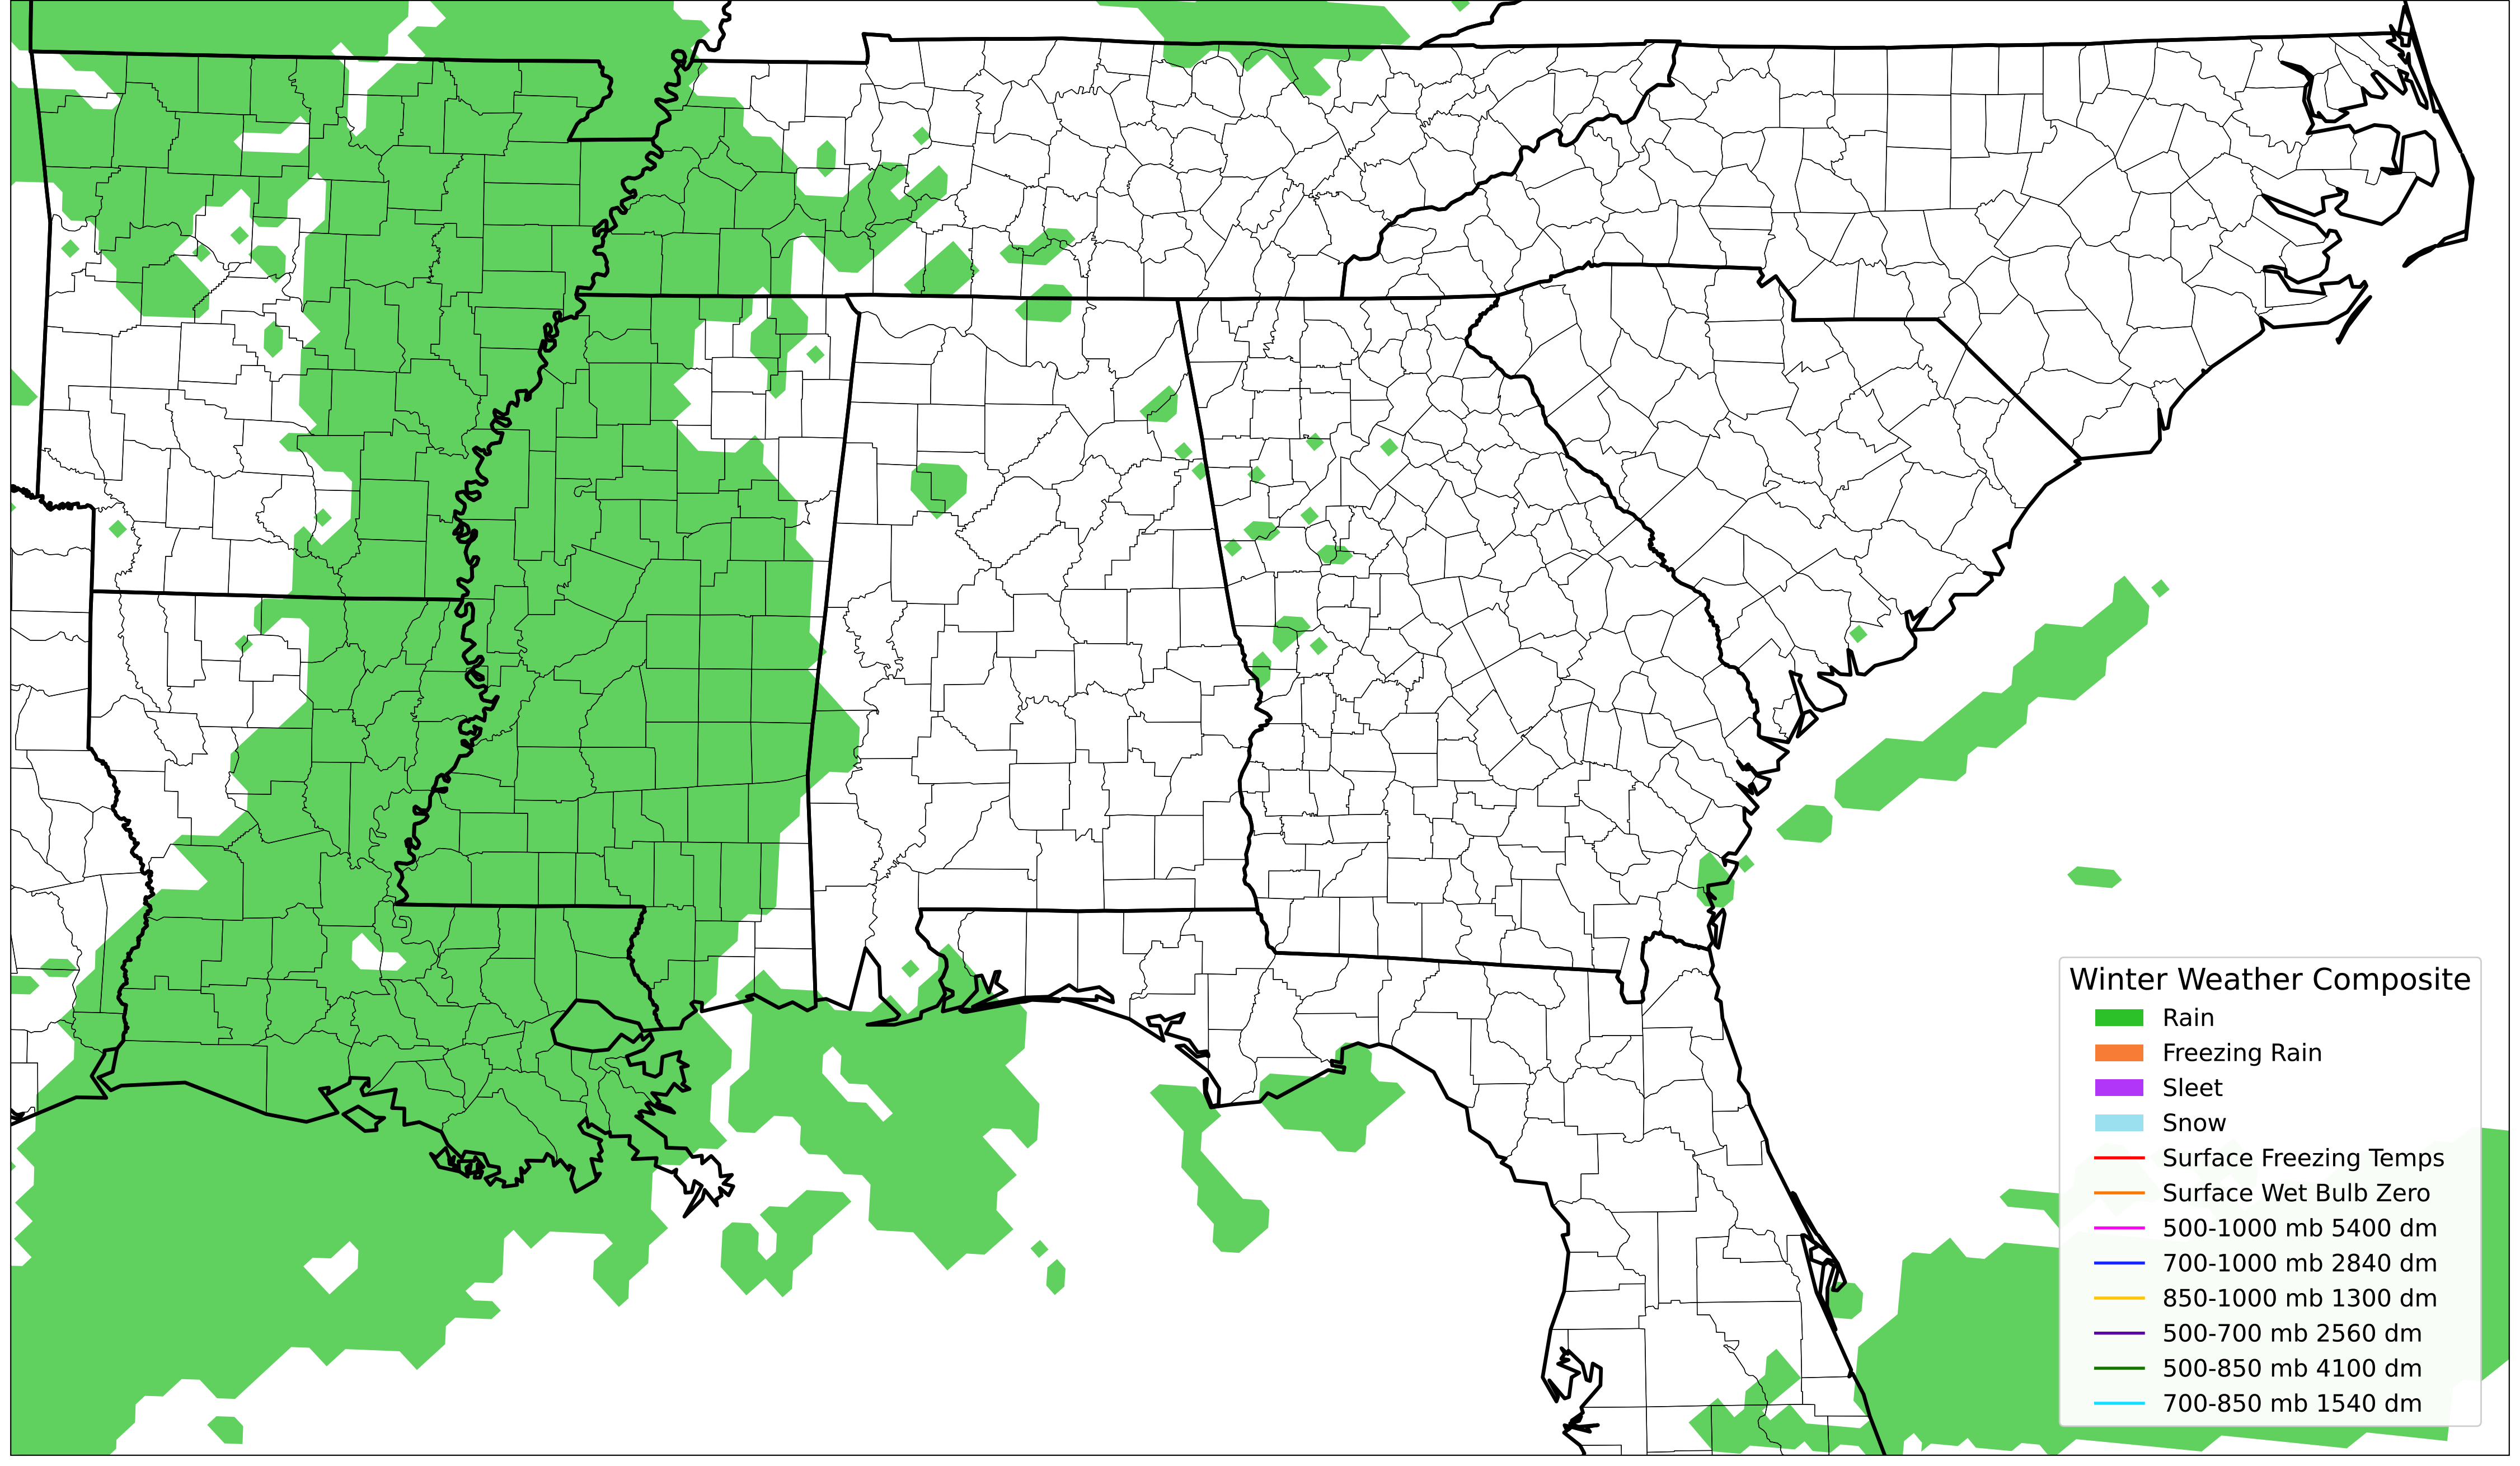 Winter Weather Composite
Rain
Freezing Rain
Sleet
Snow
Surface Freezing Temps
Surface Wet Bulb Zero
500-1000 mb 5400 dm
700-1000 mb 2840 dm
850-1000 mb 1300 dm
500-700 mb 2560 dm
500-850 mb 4100 dm
700-850 mb 1540 dm